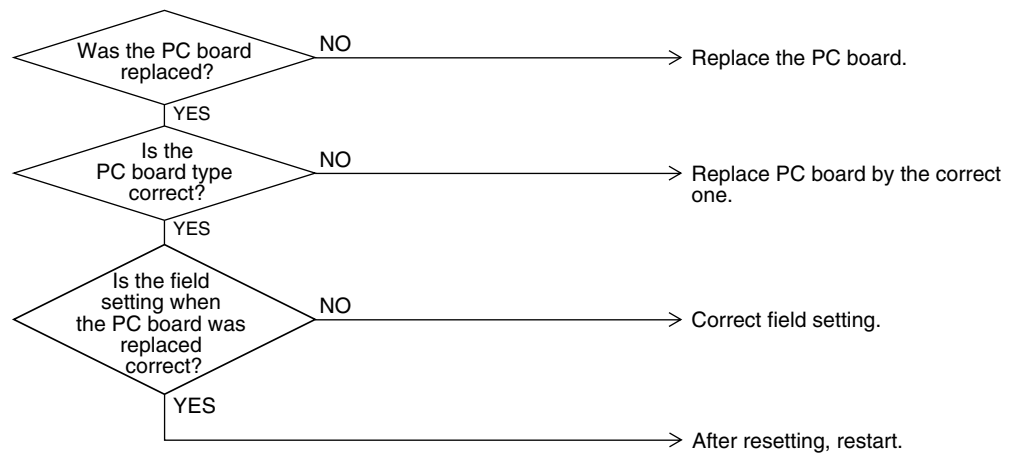 Was the PC board
replaced?
NO
Replace the PC board.
YES
Is the
PC board type
correct?
NO
Replace PC board by the correct
one.
YES
Is the field
setting when
the PC board was
replaced
correct?
NO
Correct field setting.
YES
After resetting, restart.